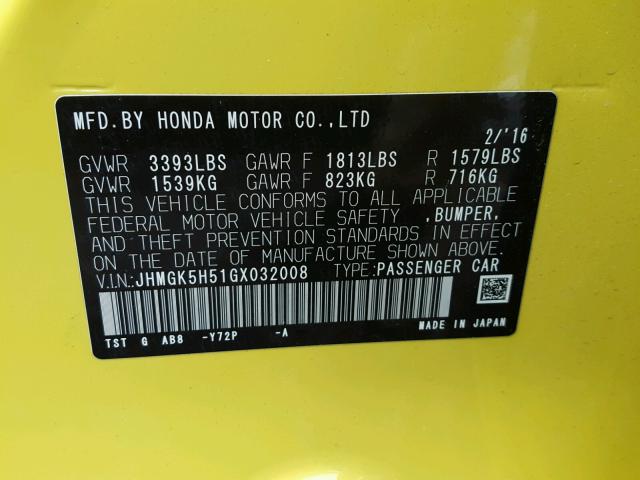 MFD.BY HONDA MOTOR CO.,LTD
2/'16
GVWR 3393LBS GAWR F 1813LBS R 1579LBS
GVWR 1539KG GAWR F 823KG R 716KG
THIS VEHICLE CONFORMS TO ALL APPLICABLE
FEDERAL MOTOR VEHICLE SAFETY ,BUMPER,
AND THEFT PREVENTION STANDARDS IN EFFECT
ON THE DATE OF MANUFACTURE SHOWN ABOVE.
V.I.N:JHMGK5H51GX032008 TYPE:PASSENGER CAR
TST G AB8 -Y72P -A
MADE IN JAPAN